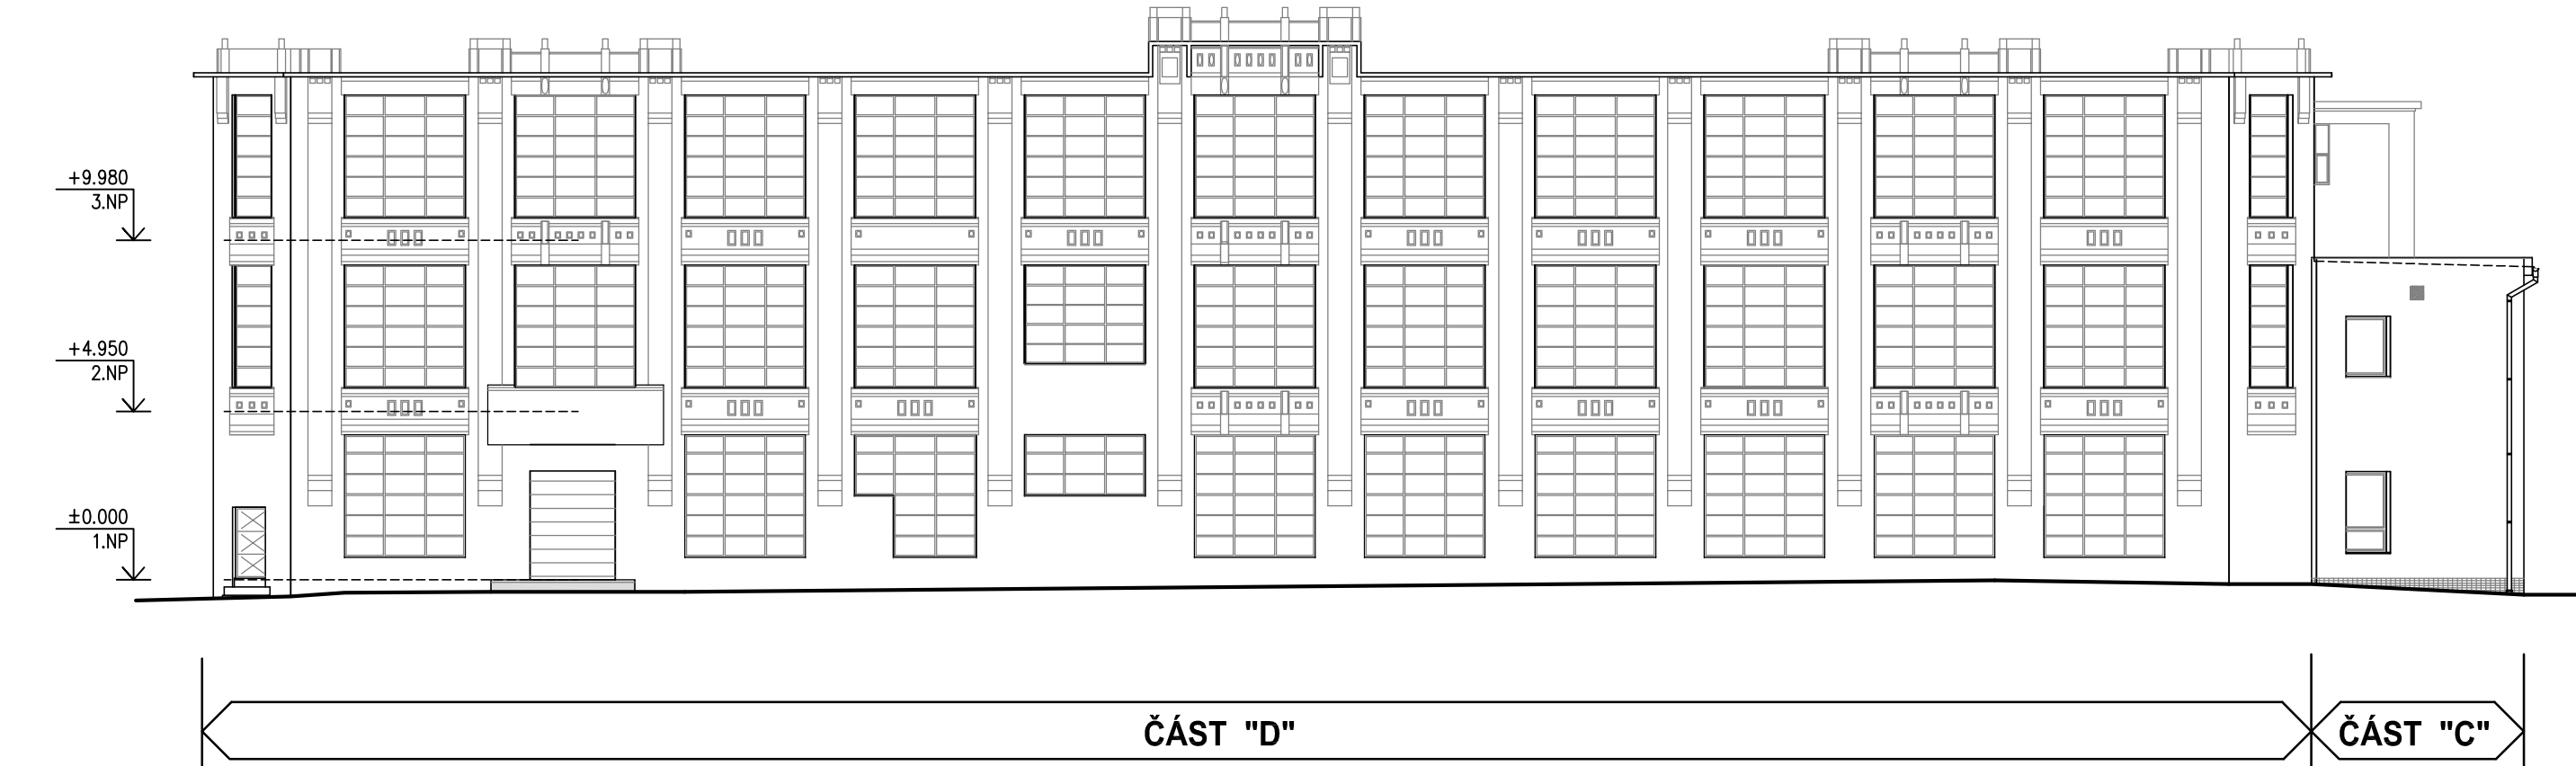 +9.980
3.NP
+4.950
2.NP
±0.000
1.NP
ČÁST "D"
ČÁST "C"